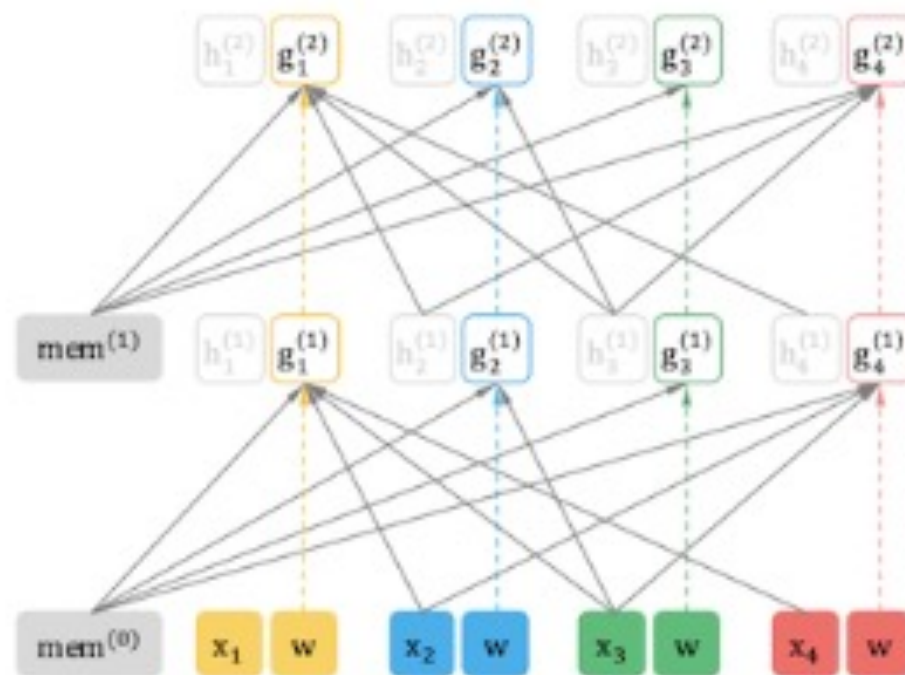 h₁⁽²⁾ g₁⁽²⁾ h₂⁽²⁾ g₂⁽²⁾ h₃⁽²⁾ g₃⁽²⁾ h₄⁽²⁾ g₄⁽²⁾
mem⁽¹⁾ h₁⁽¹⁾ g₁⁽¹⁾ h₂⁽¹⁾ g₂⁽¹⁾ h₃⁽¹⁾ g₃⁽¹⁾ h₄⁽¹⁾ g₄⁽¹⁾
mem⁽⁰⁾ x₁ w x₂ w x₃ w x₄ w